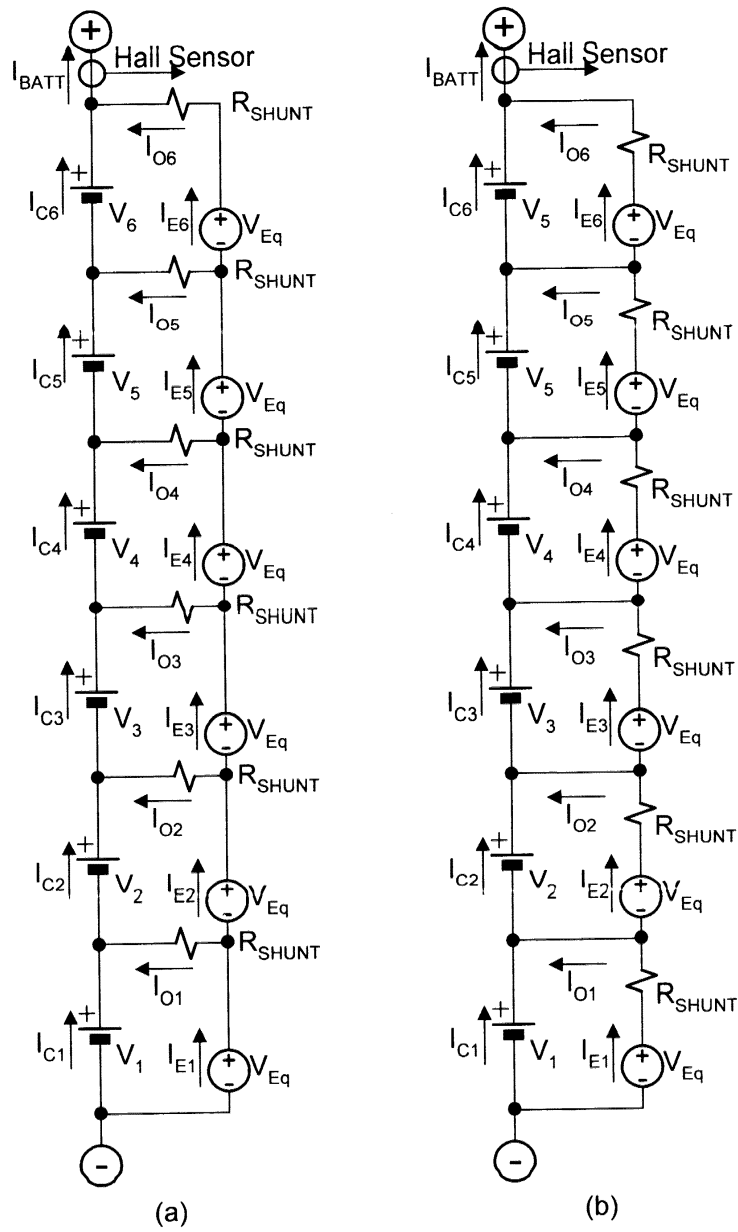 +
Hall Sensor
I_BATT
R_SHUNT
I_O6
I_C6
+
V_6
I_E6
+
-
V_Eq
R_SHUNT
I_O5
I_C5
+
V_5
I_E5
+
-
V_Eq
R_SHUNT
I_O4
I_C4
+
V_4
I_E4
+
-
V_Eq
R_SHUNT
I_O3
I_C3
+
V_3
I_E3
+
-
V_Eq
R_SHUNT
I_O2
I_C2
+
V_2
I_E2
+
-
V_Eq
R_SHUNT
I_O1
I_C1
+
V_1
I_E1
+
-
V_Eq
-
(a)
+
Hall Sensor
I_BATT
I_O6
R_SHUNT
I_C6
+
V_5
I_E6
+
-
V_Eq
I_O5
R_SHUNT
I_C5
+
V_5
I_E5
+
-
V_Eq
I_O4
R_SHUNT
I_C4
+
V_4
I_E4
+
-
V_Eq
I_O3
R_SHUNT
I_C3
+
V_3
I_E3
+
-
V_Eq
I_O2
R_SHUNT
I_C2
+
V_2
I_E2
+
-
V_Eq
I_O1
R_SHUNT
I_C1
+
V_1
I_E1
+
-
V_Eq
-
(b)